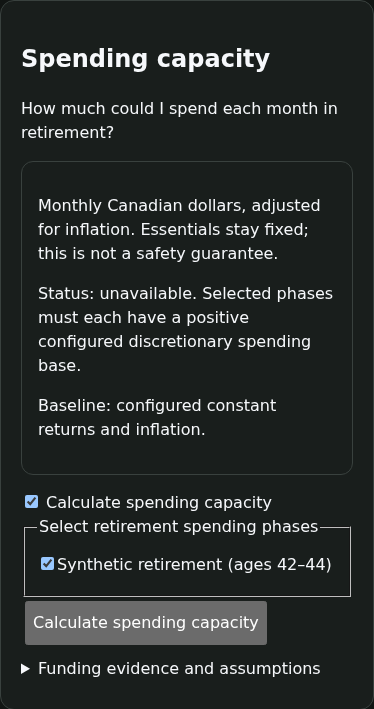 Spending capacity
How much could I spend each month in
retirement?
Monthly Canadian dollars, adjusted
for inflation. Essentials stay fixed;
this is not a safety guarantee.
Status: unavailable. Selected phases
must each have a positive
configured discretionary spending
base.
Baseline: configured constant
returns and inflation.
Calculate spending capacity
Select retirement spending phases
Synthetic retirement (ages 42–44)
Calculate spending capacity
Funding evidence and assumptions